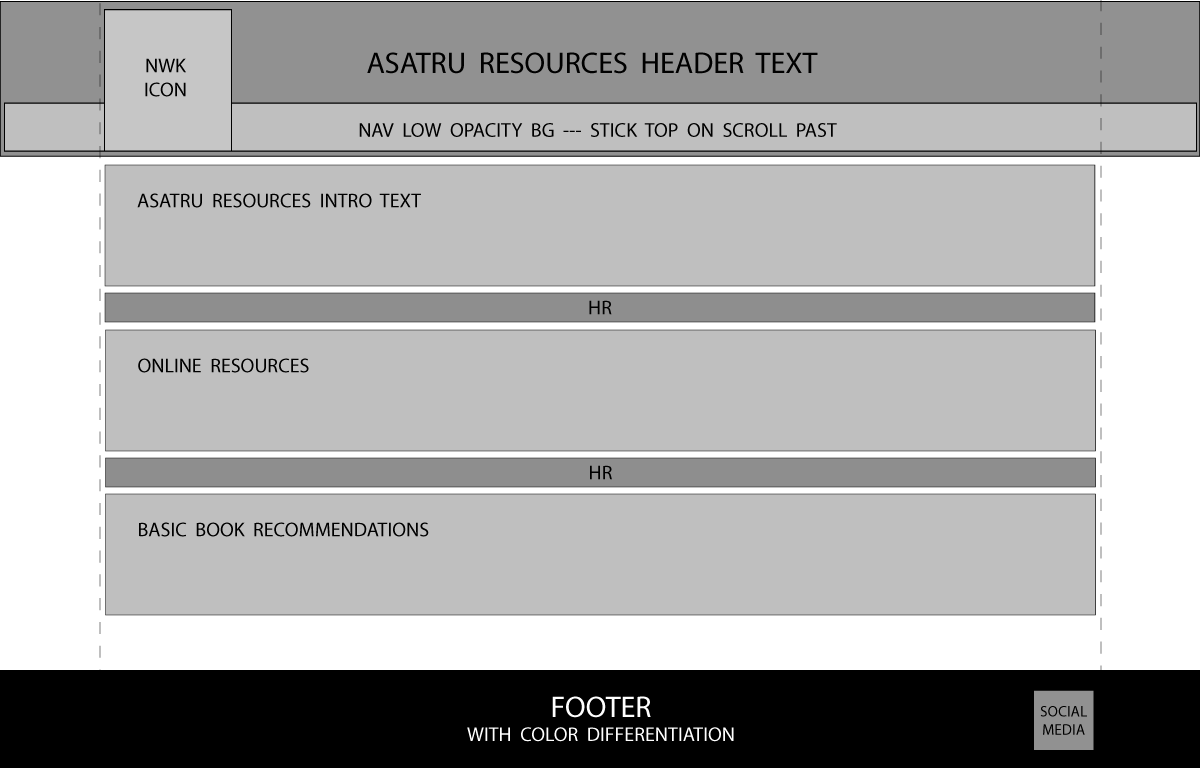 NWK
ICON
ASATRU RESOURCES HEADER TEXT
NAV LOW OPACITY BG --- STICK TOP ON SCROLL PAST
ASATRU RESOURCES INTRO TEXT
HR
ONLINE RESOURCES
HR
BASIC BOOK RECOMMENDATIONS
FOOTER
WITH COLOR DIFFERENTIATION
SOCIAL
MEDIA